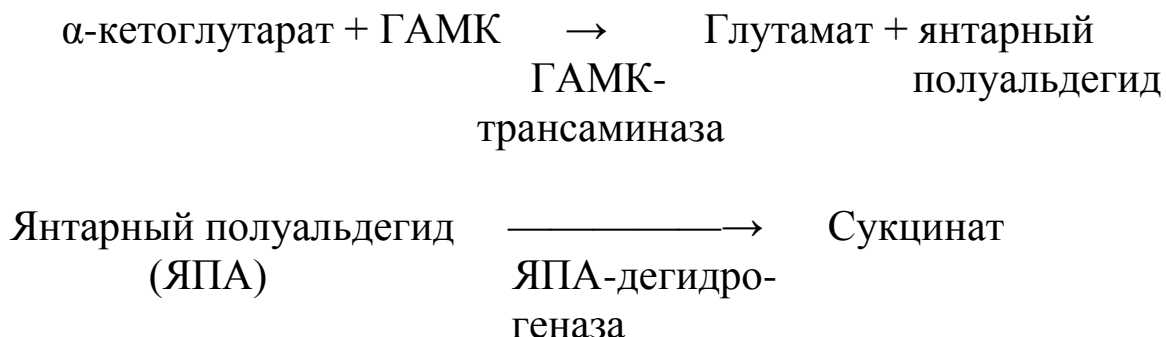 α-кетоглутарат + ГАМК → Глутамат + янтарный
ГАМК- полуальдегид
трансаминаза
Янтарный полуальдегид ————→ Сукцинат
(ЯПА) ЯПА-дегидро-
геназа